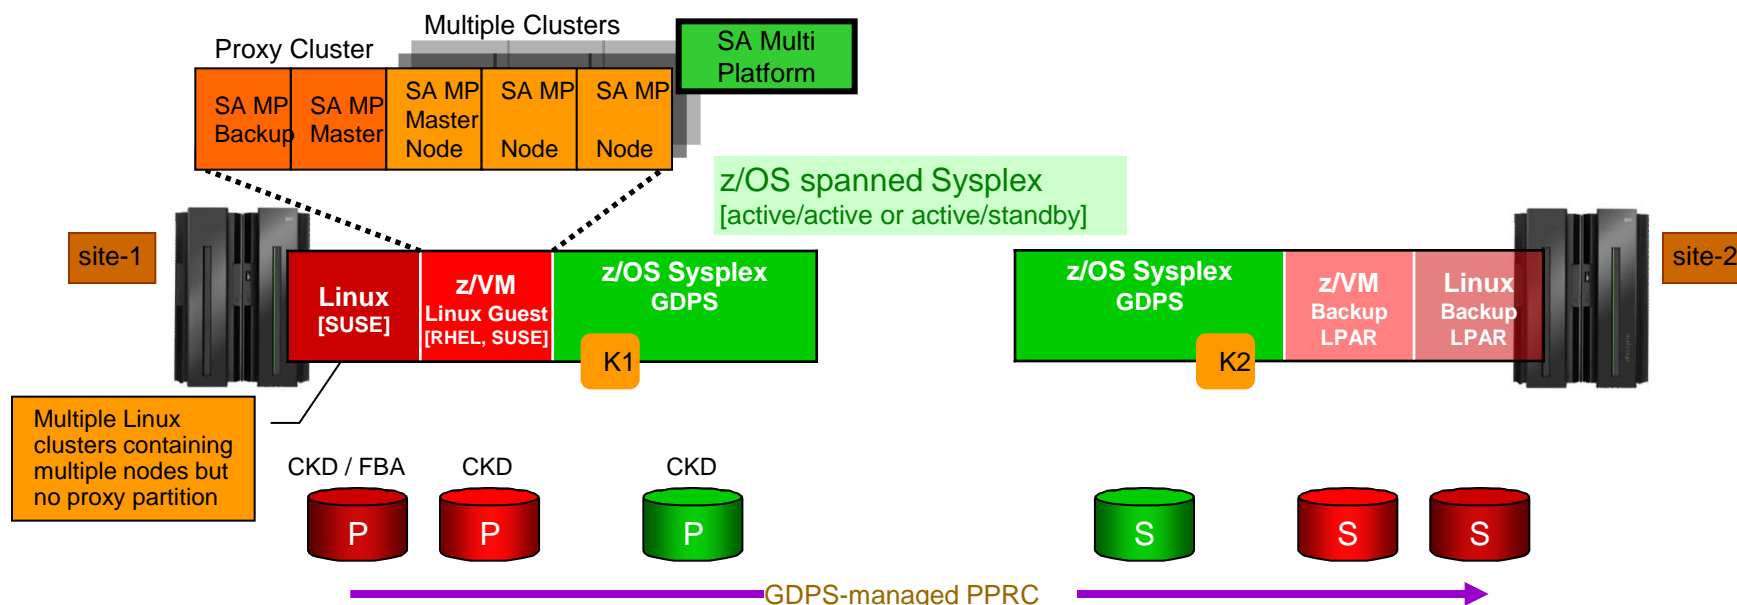 Multiple Clusters
Proxy Cluster
SA Multi
Platform
SA MP
Backup
SA MP
Master
SA MP
Master
Node
SA MP
Node
SA MP
Node
z/OS spanned Sysplex
[active/active or active/standby]
site-1
Linux
[SUSE]
z/VM
Linux Guest
[RHEL, SUSE]
z/OS Sysplex
GDPS
K1
z/OS Sysplex
GDPS
K2
z/VM
Backup
LPAR
Linux
Backup
LPAR
site-2
Multiple Linux
clusters containing
multiple nodes but
no proxy partition
CKD / FBA
CKD
CKD
P
P
P
S
S
S
GDPS-managed PPRC